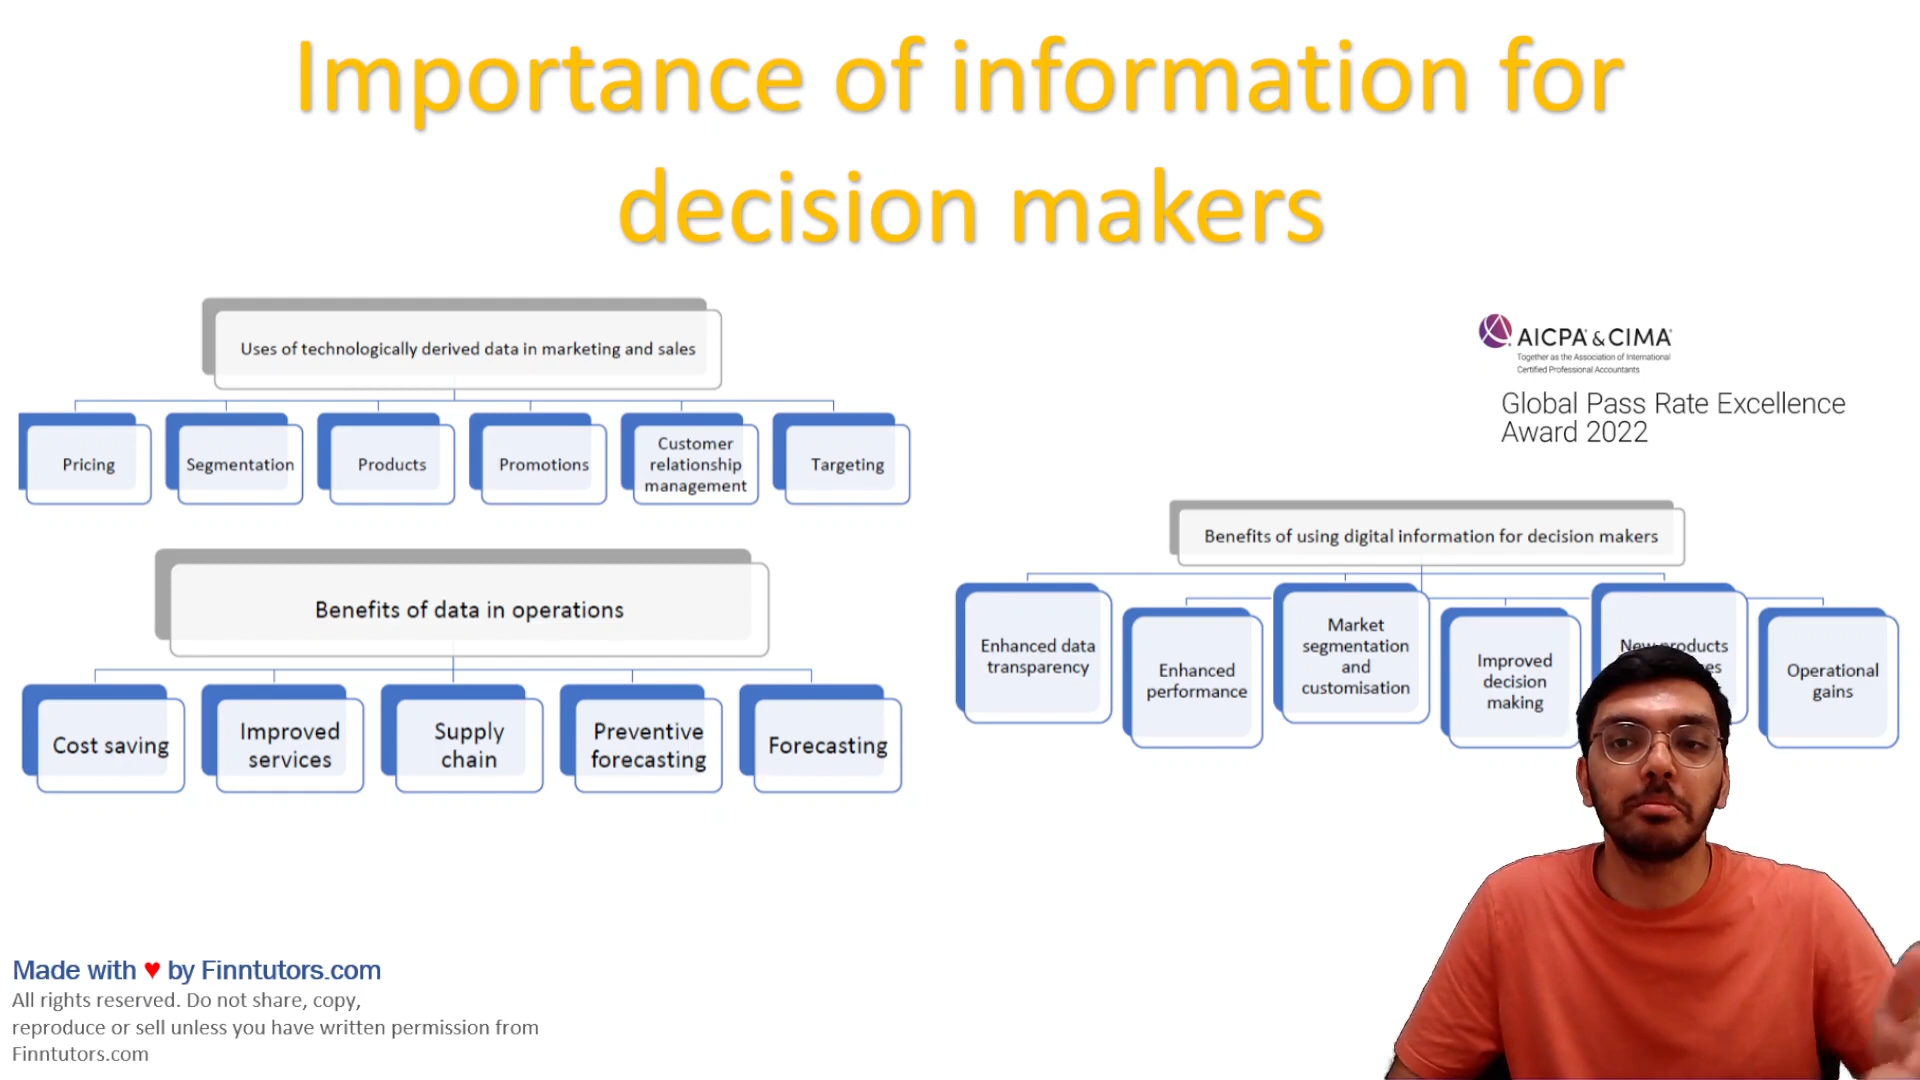 Importance of information for
decision makers
Uses of technologically derived data in marketing and sales
Pricing
Segmentation
Products
Promotions
Customer
relationship
management
Targeting
Benefits of data in operations
Cost saving
Improved
services
Supply
chain
Preventive
forecasting
Forecasting
AICPA & CIMA
Together as the Association of International
Certified Professional Accountants
Global Pass Rate Excellence
Award 2022
Benefits of using digital information for decision makers
Enhanced data
transparency
Enhanced
performance
Market
segmentation
and
customisation
Improved
decision
making
New products
Operational
gains
Made with ♥ by Finntutors.com
All rights reserved. Do not share, copy,
reproduce or sell unless you have written permission from
Finntutors.com